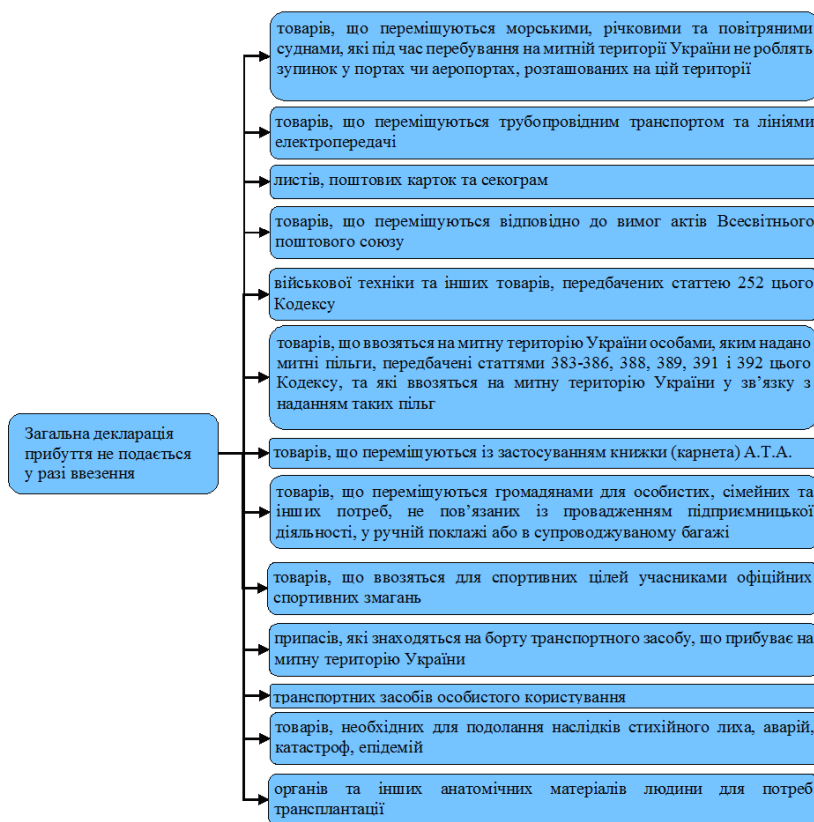 товарів, що переміщуються морськими, річковими та повітряними
суднами, які під час перебування на митній території України не роблять
зупинок у портах чи аеропортах, розташованих на цій території
товарів, що переміщуються трубопровідним транспортом та лініями
електропередачі
листів, поштових карток та секограм
товарів, що переміщуються відповідно до вимог актів Всесвітнього
поштового союзу
військової техніки та інших товарів, передбачених статтею 252 цього
Кодексу
товарів, що ввозяться на митну територію України особами, яким надано
митні пільги, передбачені статтями 383-386, 388, 389, 391 і 392 цього
Кодексу, та які ввозяться на митну територію України у зв’язку з
наданням таких пільг
Загальна декларація
прибуття не подається
у разі ввезення
товарів, що переміщуються із застосуванням книжки (карнета) А.Т.А.
товарів, що переміщуються громадянами для особистих, сімейних та
інших потреб, не пов’язаних із провадженням підприємницької
діяльності, у ручній поклажі або в супроводжуваному багажі
товарів, що ввозяться для спортивних цілей учасниками офіційних
спортивних змагань
припасів, які знаходяться на борту транспортного засобу, що прибуває на
митну територію України
транспортних засобів особистого користування
товарів, необхідних для подолання наслідків стихійного лиха, аварій,
катастроф, епідемій
органів та інших анатомічних матеріалів людини для потреб
трансплантації